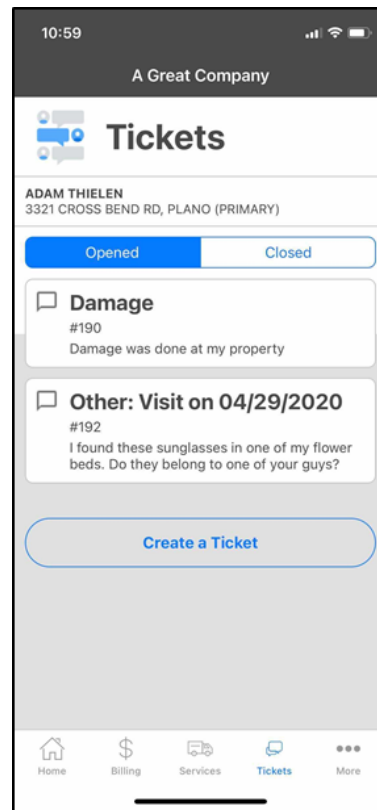 10:59
A Great Company
Tickets
ADAM THIELEN
3321 CROSS BEND RD, PLANO (PRIMARY)
Opened Closed
Damage
#190
Damage was done at my property
Other: Visit on 04/29/2020
#192
I found these sunglasses in one of my flower
beds. Do they belong to one of your guys?
Create a Ticket
Home Billing Services Tickets More